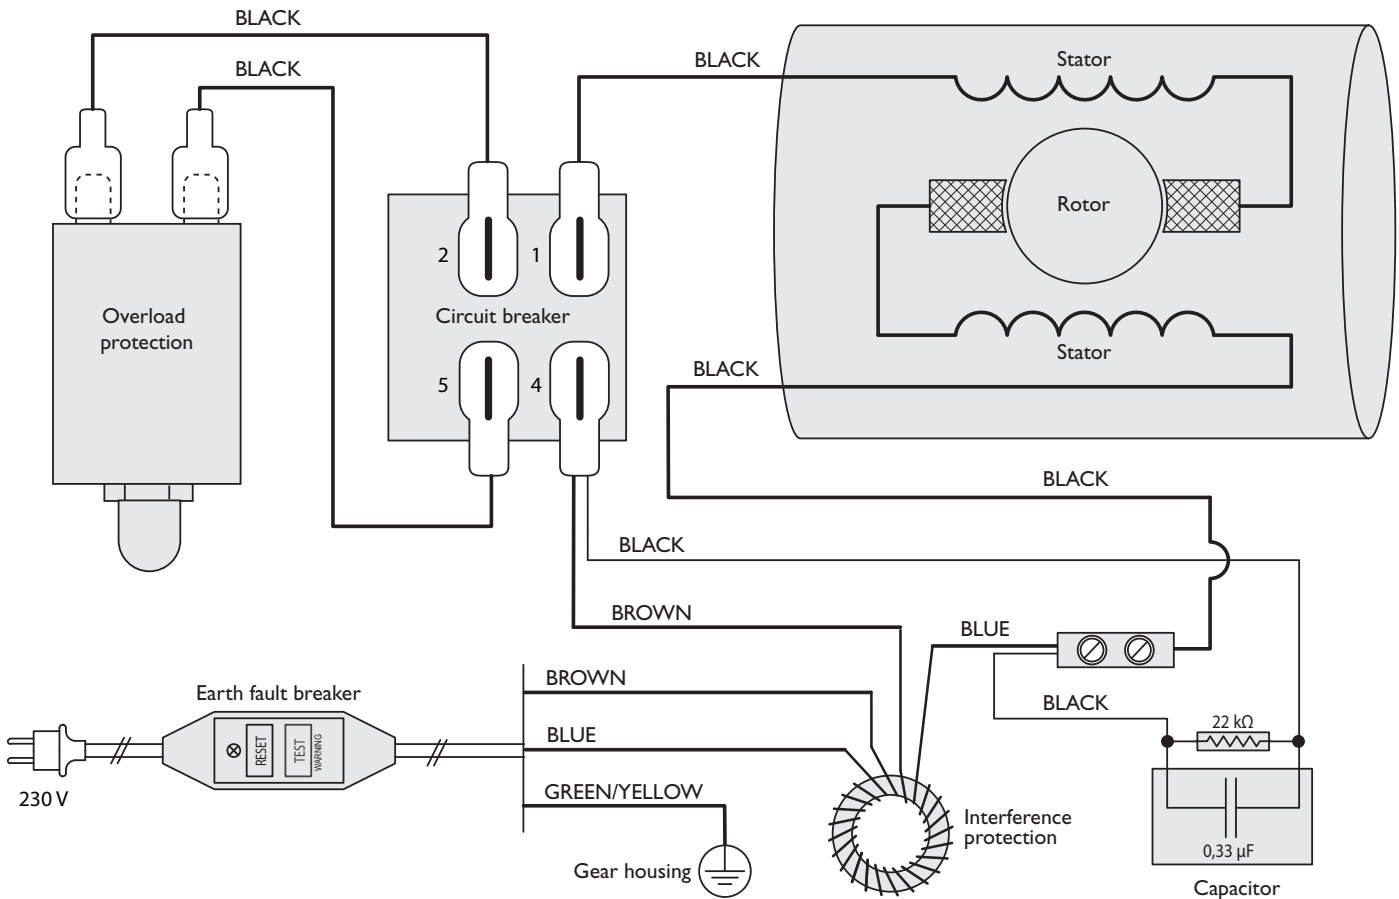 BLACK
BLACK
BLACK
Stator
Rotor
2
1
Overload
protection
Circuit breaker
Stator
BLACK
5
4
BLACK
BLACK
BROWN
BLUE
BROWN
Earth fault breaker
BLACK
22 kΩ
BLUE
RESET
TEST
WARNING
230 V
GREEN/YELLOW
Interference
protection
0,33 µF
Gear housing
Capacitor